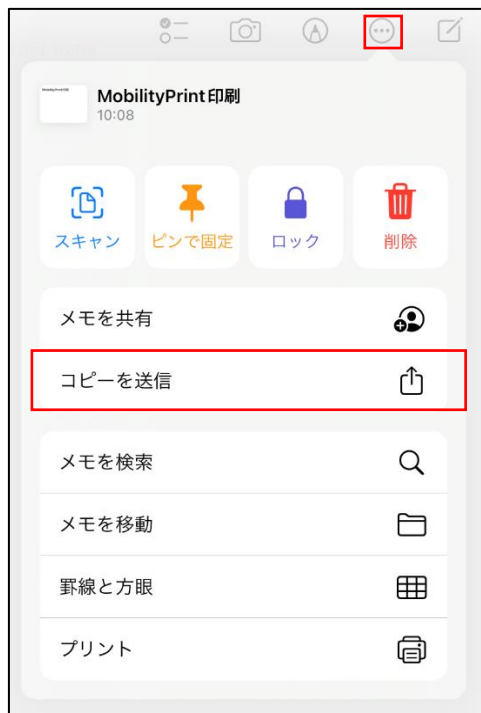 MobilityPrint印刷
10:08
スキャン
ピンで固定
ロック
削除
メモを共有
コピーを送信
メモを検索
メモを移動
罫線と方眼
プリント